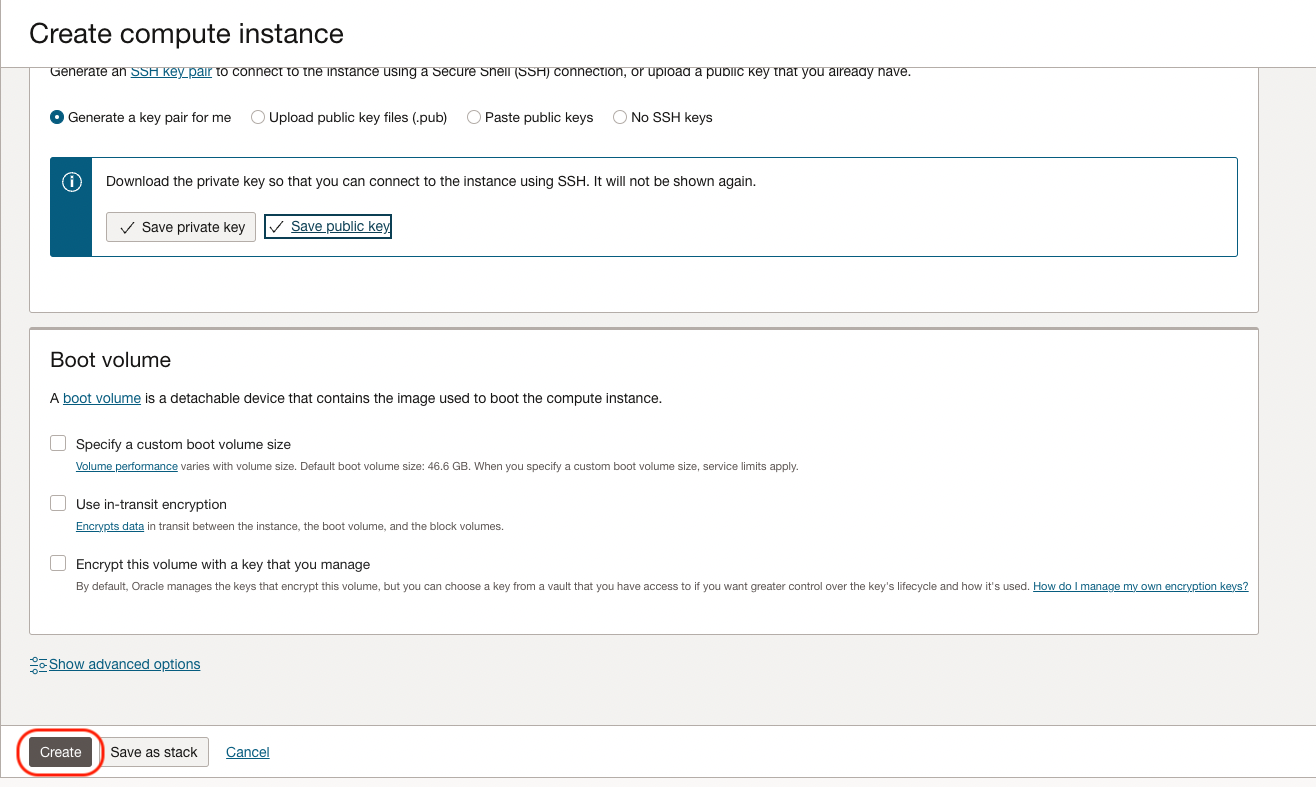 Create compute instance
Generate an SSH key pair to connect to the instance using a Secure Shell (SSH) connection, or upload a public key that you already have.
Generate a key pair for me Upload public key files (.pub) Paste public keys No SSH keys
Download the private key so that you can connect to the instance using SSH. It will not be shown again.
Save private key Save public key
Boot volume
A boot volume is a detachable device that contains the image used to boot the compute instance.
Specify a custom boot volume size
Volume performance varies with volume size. Default boot volume size: 46.6 GB. When you specify a custom boot volume size, service limits apply.
Use in-transit encryption
Encrypts data in transit between the instance, the boot volume, and the block volumes.
Encrypt this volume with a key that you manage
By default, Oracle manages the keys that encrypt this volume, but you can choose a key from a vault that you have access to if you want greater control over the key's lifecycle and how it's used. How do I manage my own encryption keys?
Show advanced options
Create Save as stack Cancel